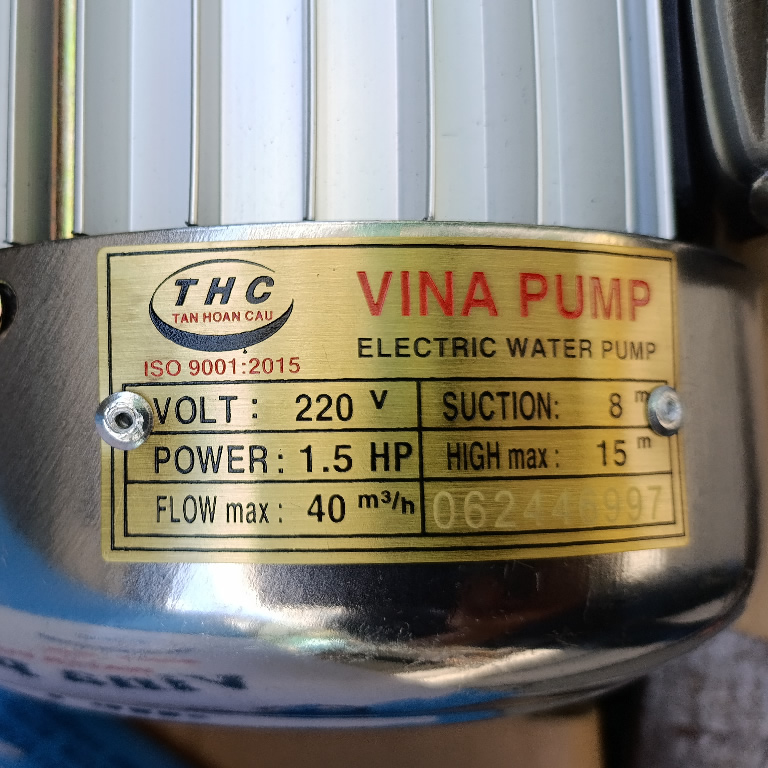 THC
TAN HOAN CAU
ISO 9001:2015
VINA PUMP
ELECTRIC WATER PUMP
VOLT : 220 V
SUCTION: 8 m
POWER: 1.5 HP
HIGH max: 15 m
FLOW max: 40 m³/h
062446997